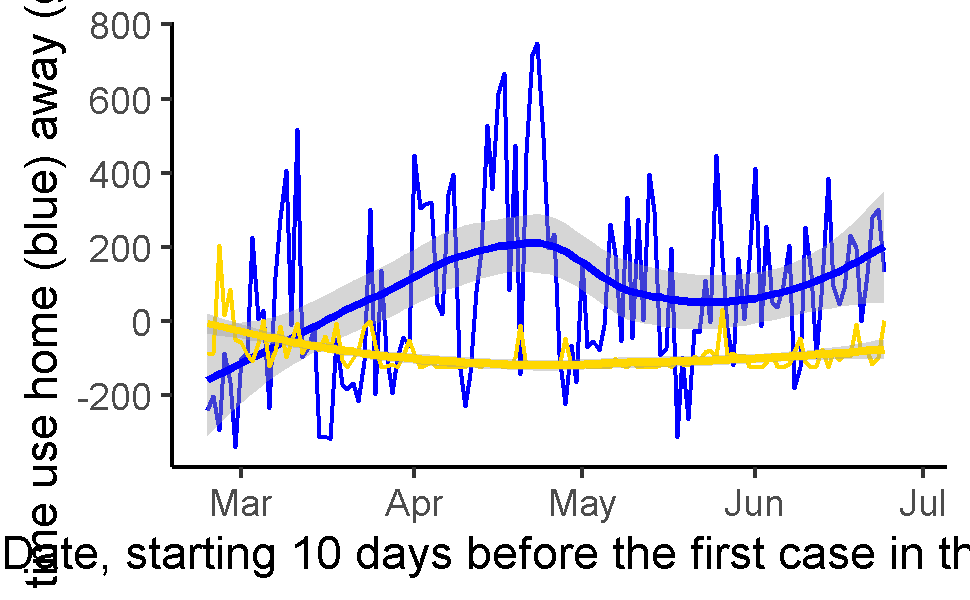 time use home (blue) away (
800
600
400
200
0
-200
Mar Apr May Jun Jul
Date, starting 10 days before the first case in th